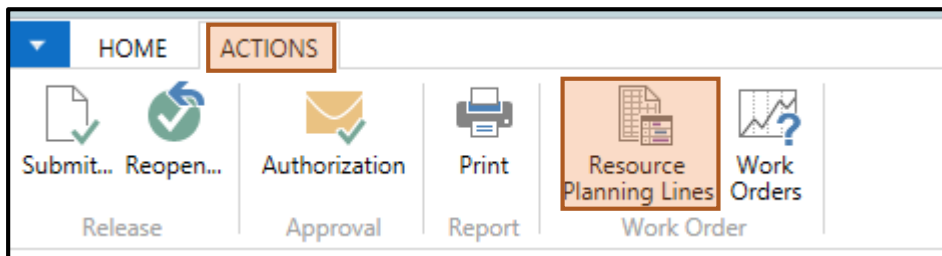 HOME ACTIONS
Submit... Reopen... Authorization Print Resource Planning Lines Work Orders
Release Approval Report Work Order